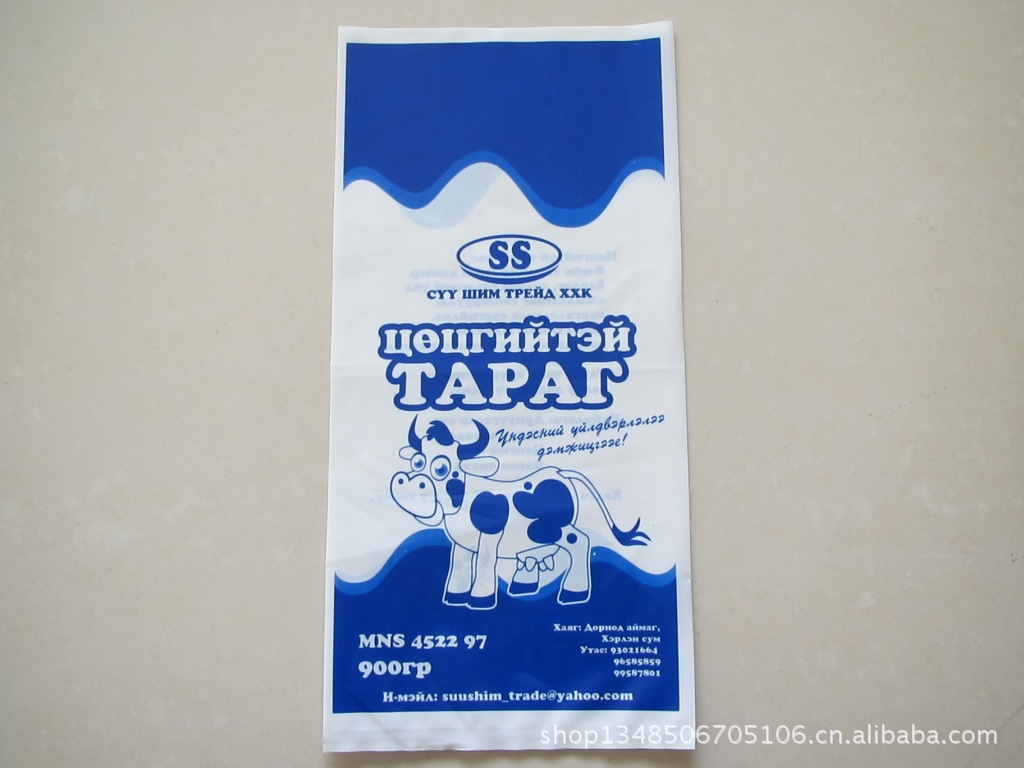 SS
СҮҮ ШИМ ТРЕЙД ХХК
ЦӨЦГИЙТЭЙ
ТАРАГ
Үндэсний үйлдвэрлэлээ
дэмжицгээе!
MNS 4522 97
900гр
Хаяг: Дорнод аймаг,
Хэрлэн сум
Утас: 93021664
96585859
99587801
И-мэйл: suushim_trade@yahoo.com
shop1348506705106.cn.alibaba.com